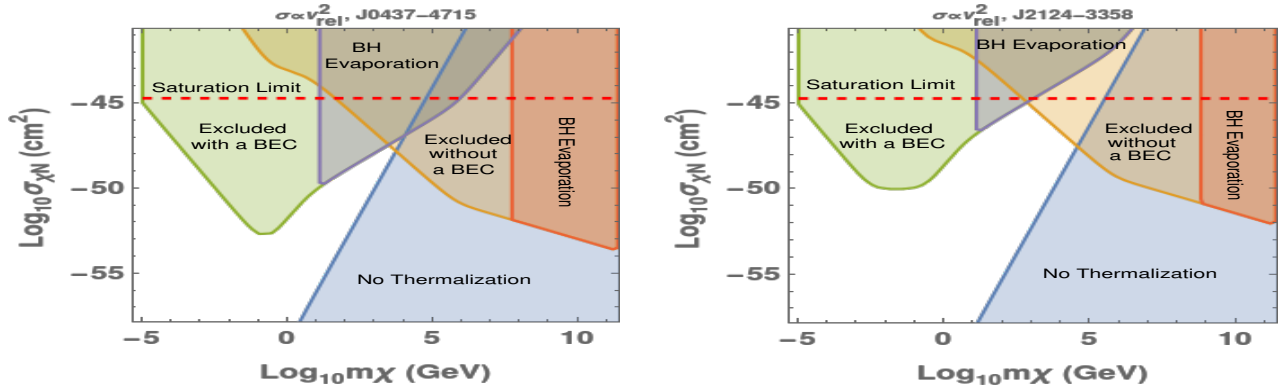 σ∝v²rel, J0437−4715
BH
Evaporation
Saturation Limit
Excluded
with a BEC
Excluded
without
a BEC
BH Evaporation
No Thermalization
−45
−50
−55
−5
0
5
10
Log₁₀σχN (cm²)
Log₁₀mχ (GeV)
σ∝v²rel, J2124−3358
BH Evaporation
Saturation Limit
Excluded
with a BEC
Excluded
without
a BEC
BH Evaporation
No Thermalization
−45
−50
−55
−5
0
5
10
Log₁₀σχN (cm²)
Log₁₀mχ (GeV)